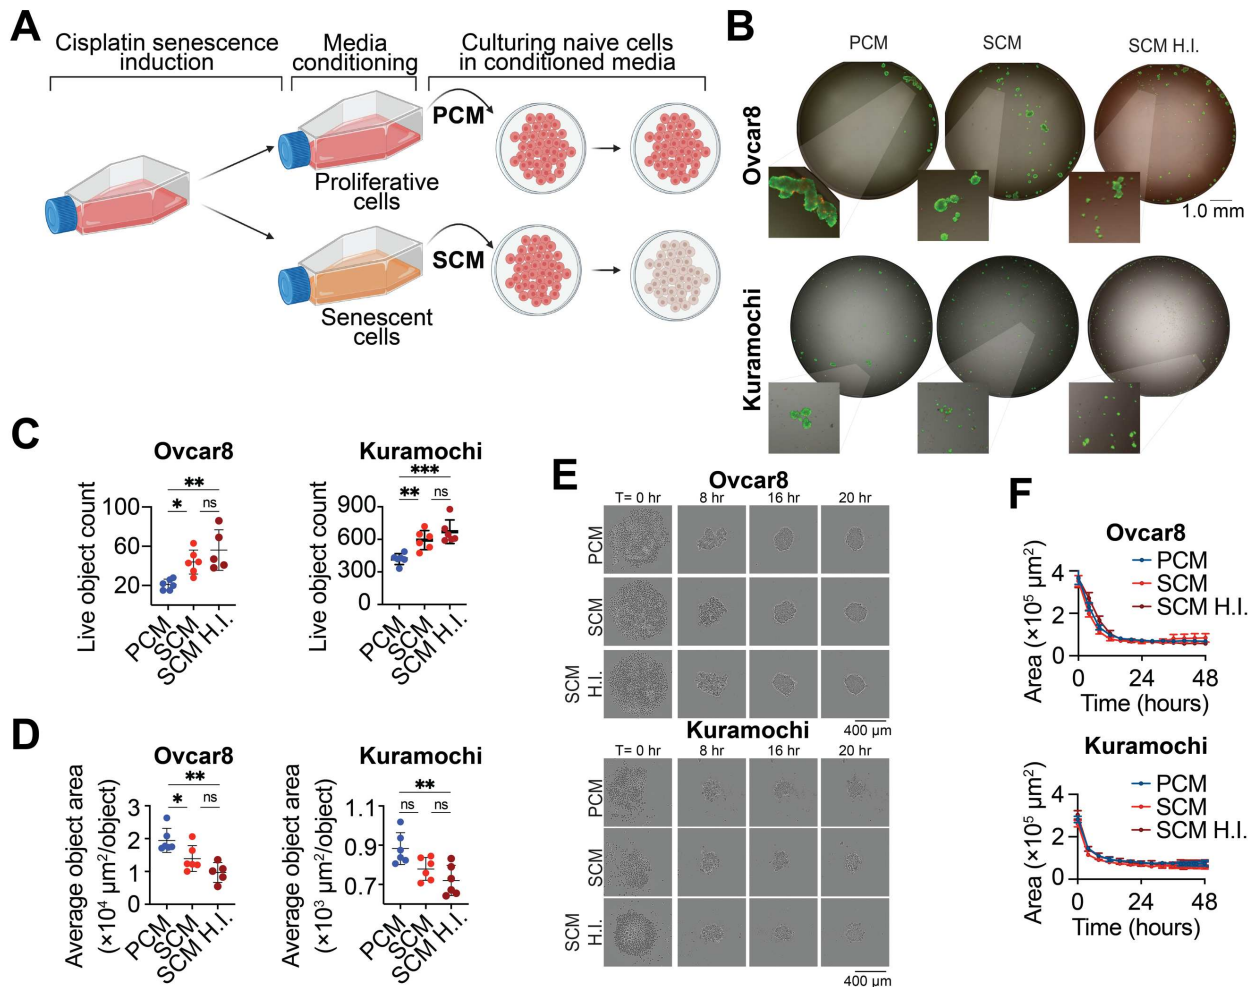 A
Cisplatin senescence
induction
Media
conditioning
Culturing naive cells
in conditioned media
PCM
Proliferative
cells
SCM
Senescent
cells
B
PCM
SCM
SCM H.I.
Ovcar8
1.0 mm
Kuramochi
C
Ovcar8
Live object count
100
60
20
**
*
ns
PCM
SCM
SCM H.I.
Kuramochi
Live object count
900
600
300
0
***
**
ns
PCM
SCM
SCM H.I.
D
Ovcar8
Average object area
(×10⁴ µm²/object)
3
2
1
0
**
*
ns
PCM
SCM
SCM H.I.
Kuramochi
Average object area
(×10³ µm²/object)
1.1
0.9
0.7
**
ns
ns
PCM
SCM
SCM H.I.
E
Ovcar8
T= 0 hr 8 hr 16 hr 20 hr
PCM
SCM
SCM
H.I.
400 µm
Kuramochi
T= 0 hr 8 hr 16 hr 20 hr
PCM
SCM
SCM
H.I.
400 µm
F
Ovcar8
Area (×10⁵ µm²)
4
2
0
PCM
SCM
SCM H.I.
0 24 48
Time (hours)
Kuramochi
Area (×10⁵ µm²)
4
2
0
PCM
SCM
SCM H.I.
0 24 48
Time (hours)